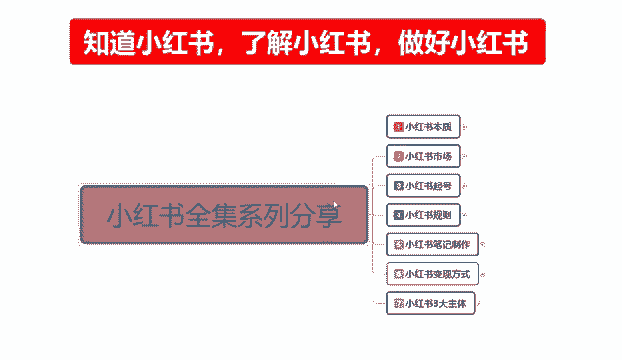 知道小红书，了解小红书，做好小红书
小红书全集系列分享
小红书本质
小红书市场
小红书起号
小红书规则
小红书笔记制作
小红书变现方式
小红书3大主体